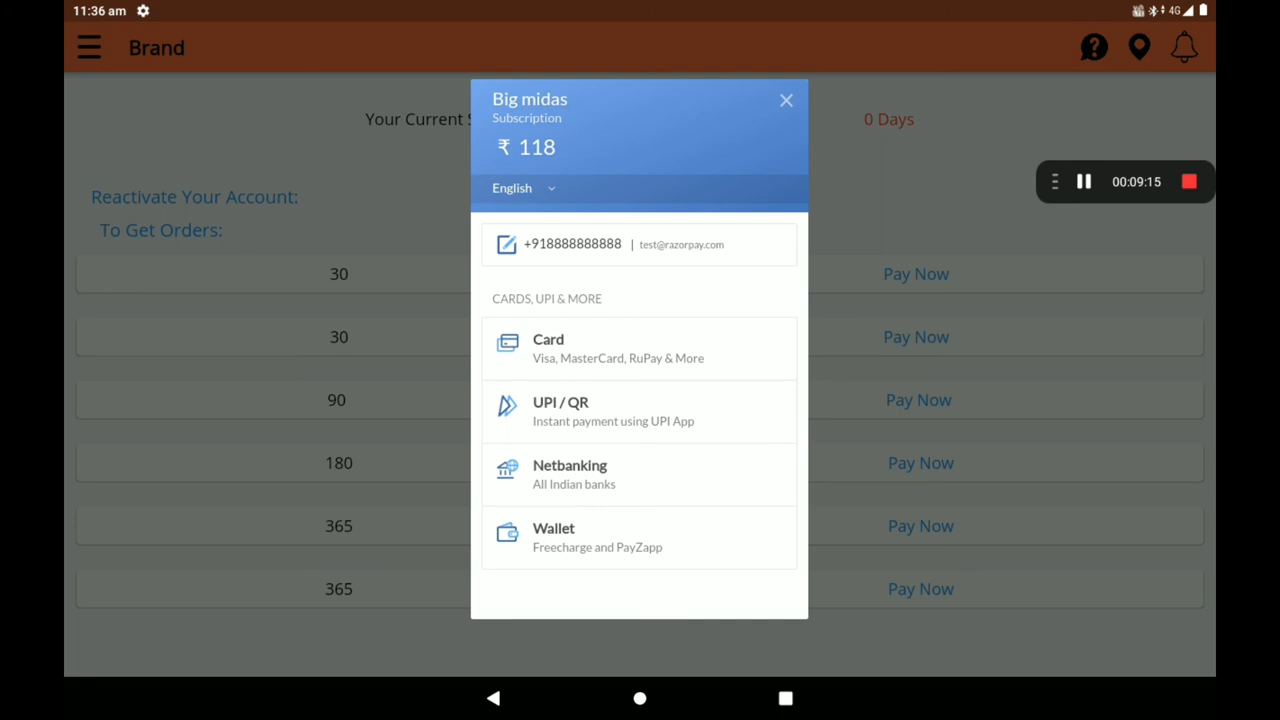 11:36 am
4G
Brand
Your Current S
0 Days
Reactivate Your Account:
To Get Orders:
30 Pay Now
30 Pay Now
90 Pay Now
180 Pay Now
365 Pay Now
365 Pay Now
Big midas
Subscription
₹ 118
English
+918888888888 | test@razorpay.com
CARDS, UPI & MORE
Card
Visa, MasterCard, RuPay & More
UPI / QR
Instant payment using UPI App
Netbanking
All Indian banks
Wallet
Freecharge and PayZapp
00:09:15